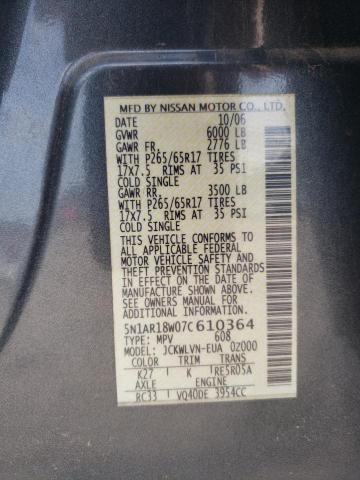 MFD BY NISSAN MOTOR CO., LTD.
DATE 10/06
GVWR 6000 LB
GAWR FR. 2776 LB
WITH P265/65R17 TIRES
17X7.5 RIMS AT 35 PSI
COLD SINGLE
GAWR RR. 3500 LB
WITH P265/65R17 TIRES
17X7.5 RIMS AT 35 PSI
COLD SINGLE
THIS VEHICLE CONFORMS TO
ALL APPLICABLE FEDERAL
MOTOR VEHICLE SAFETY AND
THEFT PREVENTION STANDARDS
IN EFFECT ON THE DATE OF
MANUFACTURE SHOWN ABOVE.
SEE OWNERS MANUAL FOR
ADDITIONAL INFORMATION.
5N1AR18W07C610364
TYPE: MPV 608
MODEL: JCKWLVN-EUA 0Z000
COLOR TRIM TRANS
K27 K RE5R05A
AXLE ENGINE
RC33 VQ40DE 3954CC